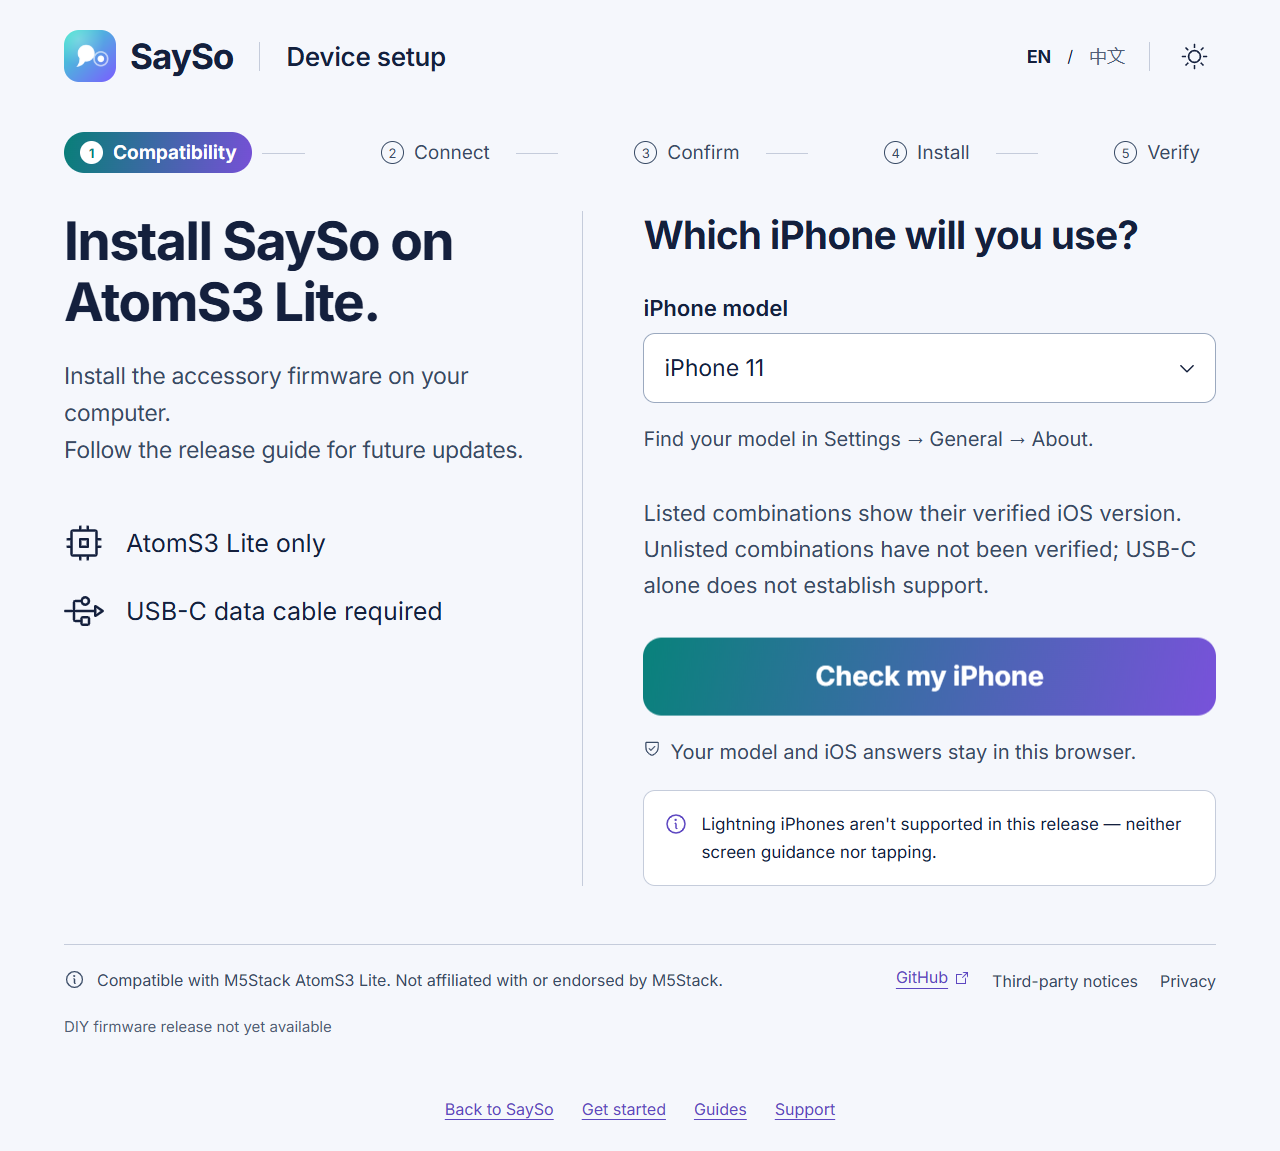 SaySo
Device setup
EN / 中文
1 Compatibility
2 Connect
3 Confirm
4 Install
5 Verify
Install SaySo on
AtomS3 Lite.
Install the accessory firmware on your
computer.
Follow the release guide for future updates.
AtomS3 Lite only
USB-C data cable required
Which iPhone will you use?
iPhone model
iPhone 11
Find your model in Settings → General → About.
Listed combinations show their verified iOS version.
Unlisted combinations have not been verified; USB-C
alone does not establish support.
Check my iPhone
Your model and iOS answers stay in this browser.
Lightning iPhones aren't supported in this release — neither
screen guidance nor tapping.
Compatible with M5Stack AtomS3 Lite. Not affiliated with or endorsed by M5Stack.
GitHub
Third-party notices
Privacy
DIY firmware release not yet available
Back to SaySo
Get started
Guides
Support